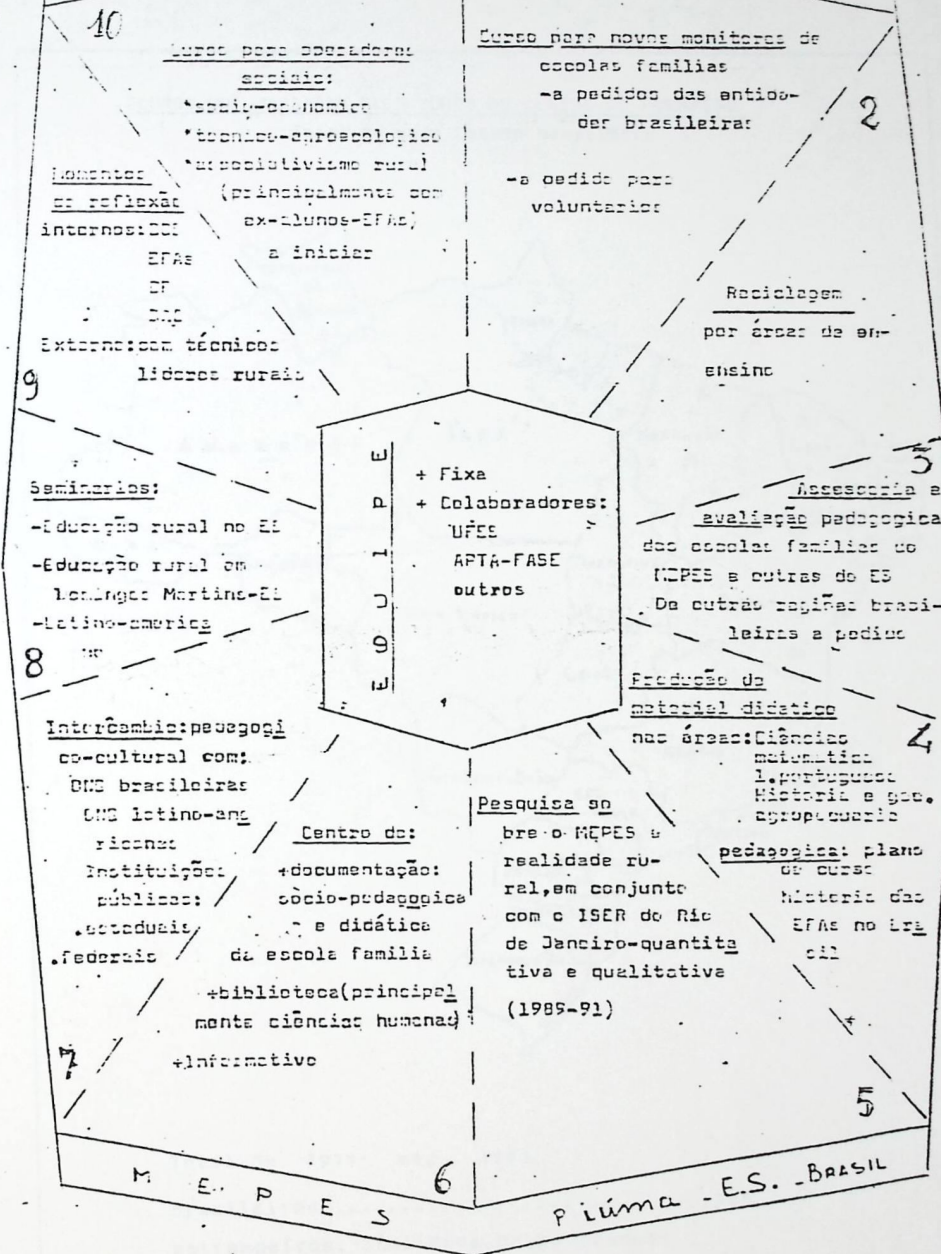 10
Curso para operadores
sociais:
*socio-economico
*tecnico-agroecologico
*associativismo rural
(principalmente com
ex-alunos-EFAs)
a iniciar
Curso para novos monitores de
escolas familias
-a pedidos das entida-
des brasileiras
-a pedido para
voluntarios
2
Momentos
de reflexão
internos:
EFAs
Externo:com técnicos
lideres rurais
Reciclagem
por áreas de en-
ensino
9
3
EQUIPE
+ Fixa
+ Colaboradores:
UFES
APTA-FASE
outros
Seminarios:
-Educação rural no ES
-Educação rural em
Domingos Martins-ES
-Latino-america
no
Assessoria e
avaliação pedagogica
das escolas familias do
MEPES e outras do ES
De outras regiões brasi-
leiras a pedido
8
4
Intercambio:pedagogi
co-cultural com:
ONG brasileiras
ONG latino-ame
ricanas
Instituições
públicas:
.estaduais
.federais
Produção de
material didatico
nas áreas:Ciências
matematica
l.portuguesa
Historia e geo.
agropecuaria
pedagogica: plano
de curso
historia das
EFAs no Bra
sil
Centro de:
+documentação:
sòcio-pedagogica
e didática
da escola familia
+biblioteca(principal
mente ciências humanas)
+Informativo
Pesquisa so
bre o MEPES e
realidade ru-
ral,em conjunto
com o ISER do Rio
de Janeiro-quantita
tiva e qualitativa
(1989-91)
7
5
6
MEPES
Piúma - E.S. - BRASIL